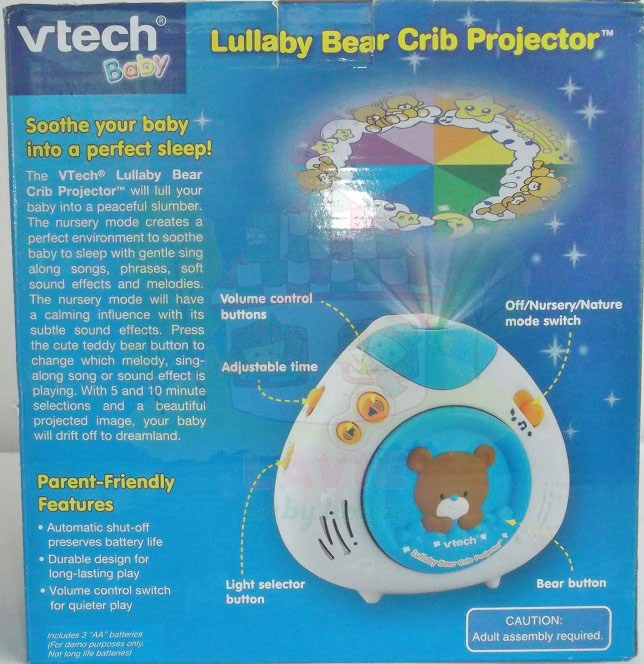 vtech®
Baby
Lullaby Bear Crib Projector™
Soothe your baby
into a perfect sleep!
The VTech® Lullaby Bear
Crib Projector™ will lull your
baby into a peaceful slumber.
The nursery mode creates a
perfect environment to soothe
baby to sleep with gentle sing
along songs, phrases, soft
sound effects and melodies.
The nursery mode will have
a calming influence with its
subtle sound effects. Press
the cute teddy bear button to
change which melody, sing-
along song or sound effect is
playing. With 5 and 10 minute
selections and a beautiful
projected image, your baby
will drift off to dreamland.
Parent-Friendly
Features
• Automatic shut-off
preserves battery life
• Durable design for
long-lasting play
• Volume control switch
for quieter play
Includes 3 "AA" batteries
(For demo purposes only.
Not long life batteries)
Volume control
buttons
Adjustable time
Light selector
button
Off/Nursery/Nature
mode switch
vtech
Lullaby Bear Crib Projector
Bear button
CAUTION:
Adult assembly required.